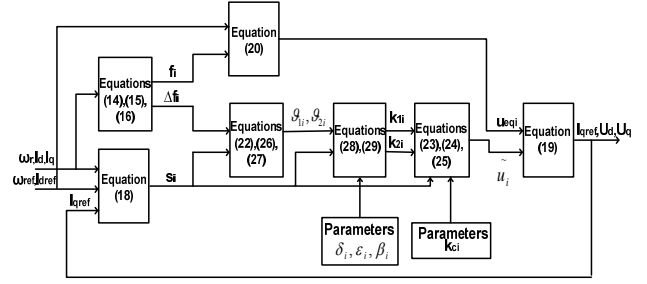 Equation
(20)
fi
Equations
(14),(15),
(16)
Δfi
Equations
(22),(26),
(27)
ϑ1i,ϑ2i
Equations
(28),(29)
k1i
k2i
Equations
(23),(24),
(25)
ueqi
Equation
(19)
Iqref,Ud,Uq
ũi
ωr,Id,Iq
ωref,Idref
Iqref
Equation
(18)
si
Parameters
δi,εi,βi
Parameters
kci